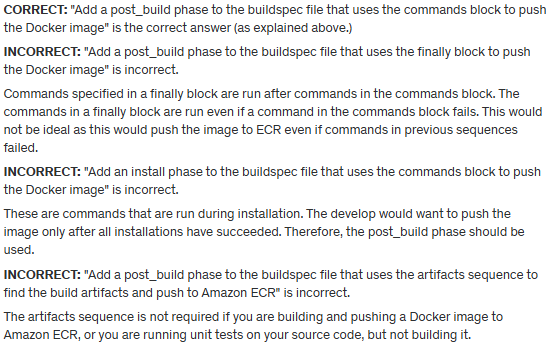 CORRECT: "Add a post_build phase to the buildspec file that uses the commands block to push
the Docker image" is the correct answer (as explained above.)
INCORRECT: "Add a post_build phase to the buildspec file that uses the finally block to push
the Docker image" is incorrect.
Commands specified in a finally block are run after commands in the commands block. The
commands in a finally block are run even if a command in the commands block fails. This would
not be ideal as this would push the image to ECR even if commands in previous sequences
failed.
INCORRECT: "Add an install phase to the buildspec file that uses the commands block to push
the Docker image" is incorrect.
These are commands that are run during installation. The develop would want to push the
image only after all installations have succeeded. Therefore, the post_build phase should be
used.
INCORRECT: "Add a post_build phase to the buildspec file that uses the artifacts sequence to
find the build artifacts and push to Amazon ECR" is incorrect.
The artifacts sequence is not required if you are building and pushing a Docker image to
Amazon ECR, or you are running unit tests on your source code, but not building it.